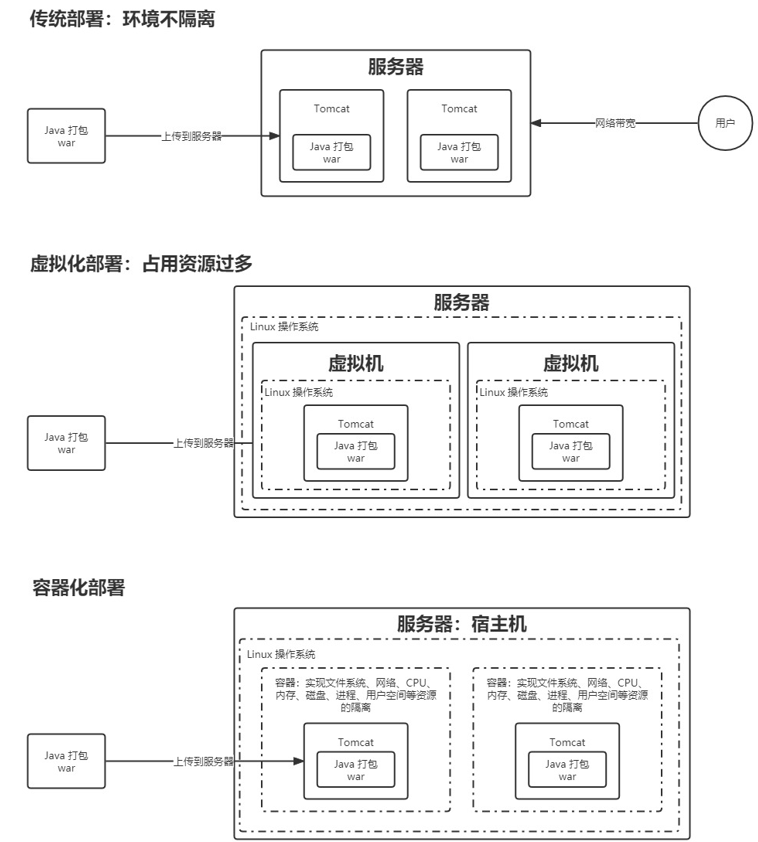 传统部署：环境不隔离
服务器
Tomcat
Tomcat
Java 打包
war
上传到服务器
Java 打包
war
Java 打包
war
网络带宽
用户
虚拟化部署：占用资源过多
服务器
Linux 操作系统
虚拟机
虚拟机
Linux 操作系统
Linux 操作系统
Tomcat
Tomcat
Java 打包
war
上传到服务器
Java 打包
war
Java 打包
war
容器化部署
服务器：宿主机
Linux 操作系统
容器：实现文件系统、网络、CPU、
内存、磁盘、进程、用户空间等资源
的隔离
容器：实现文件系统、网络、CPU、
内存、磁盘、进程、用户空间等资源
的隔离
Tomcat
Tomcat
Java 打包
war
上传到服务器
Java 打包
war
Java 打包
war